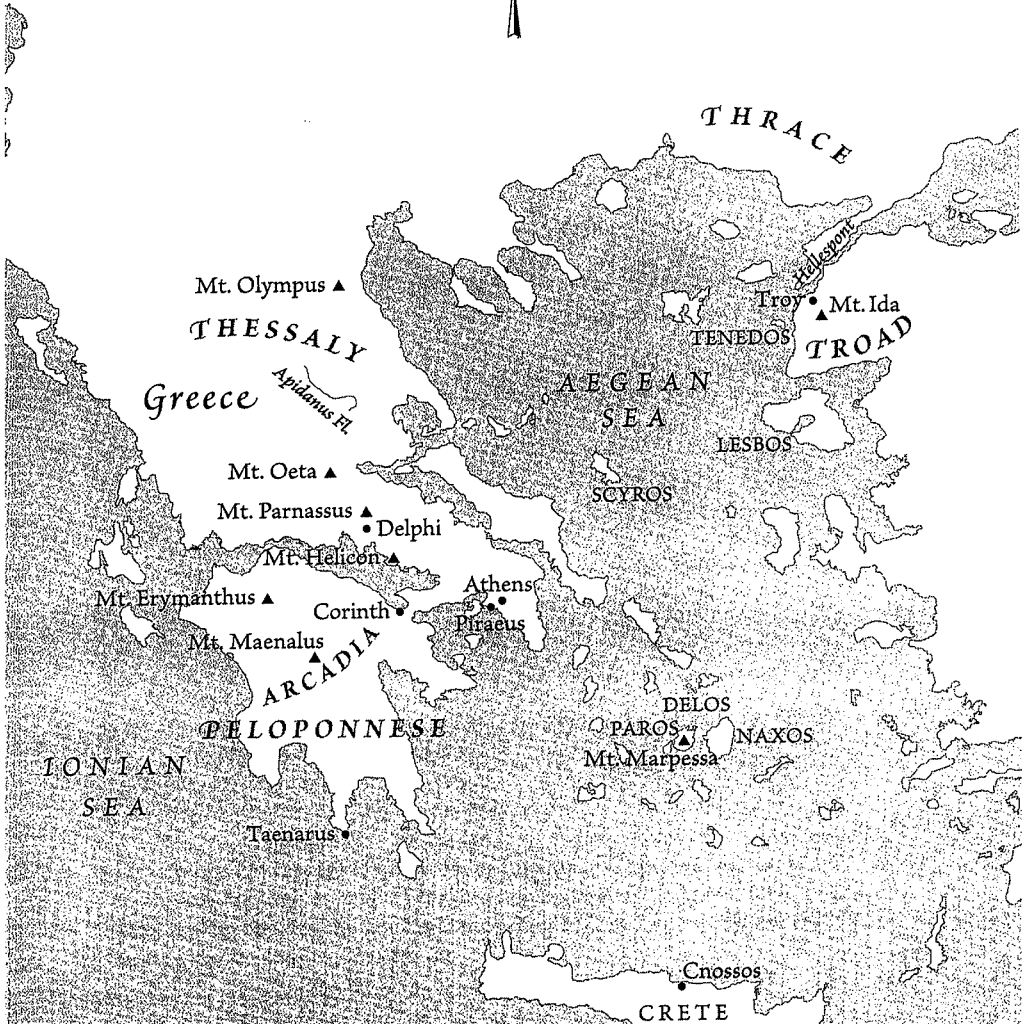 THRACE
Hellespont
Mt. Olympus
Troy
Mt. Ida
THESSALY
TENEDOS
TROAD
Apidanus Fl.
Greece
AEGEAN
SEA
LESBOS
Mt. Oeta
SCYROS
Mt. Parnassus
Delphi
Mt. Helicon
Athens
Mt. Erymanthus
Corinth
Piraeus
Mt. Maenalus
ARCADIA
DELOS
PELOPONNESE
PAROS
NAXOS
Mt. Marpessa
IONIAN
SEA
Taenarus
Cnossos
CRETE